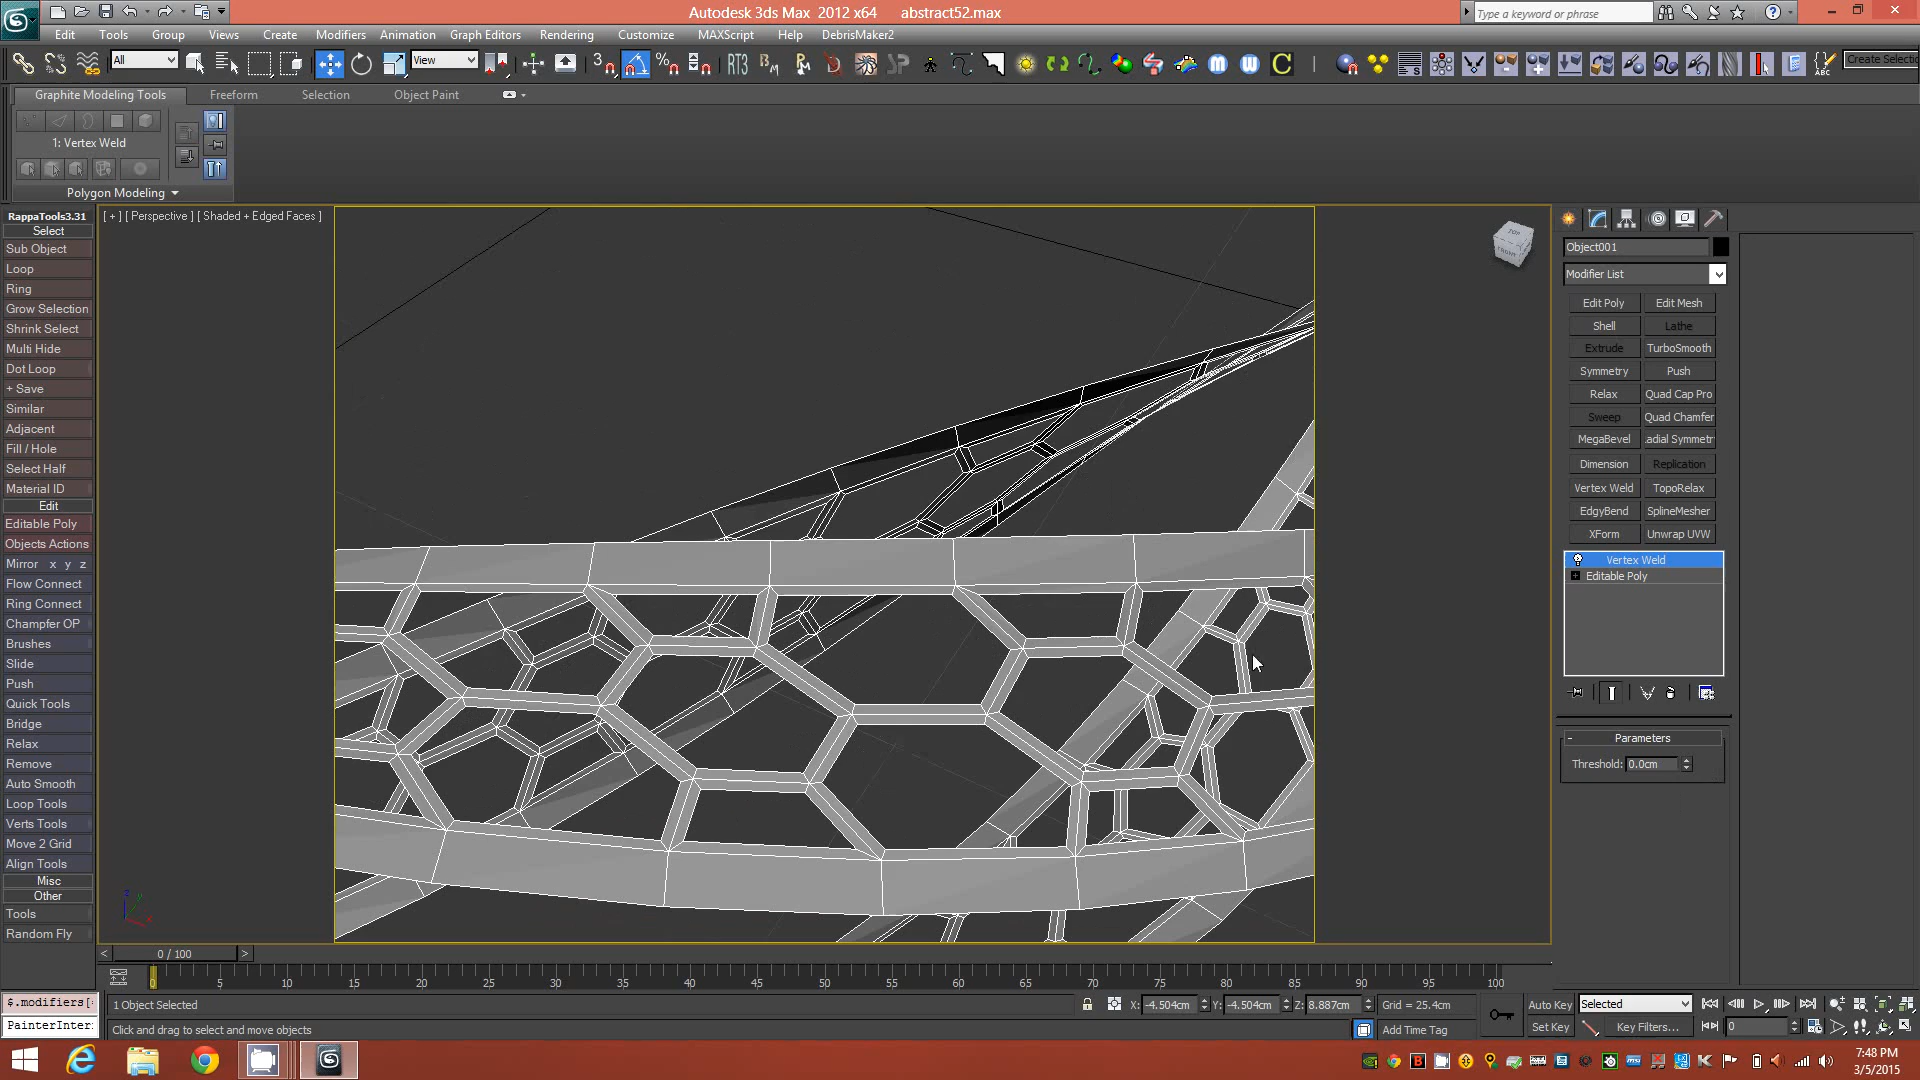 Autodesk 3ds Max 2012 x64 abstract52.max
Type a keyword or phrase
Edit Tools Group Views Create Modifiers Animation Graph Editors Rendering Customize MAXScript Help DebrisMaker2
All View Create Selectio
Graphite Modeling Tools Freeform Selection Object Paint
1: Vertex Weld
Polygon Modeling
[ + ] [ Perspective ] [ Shaded + Edged Faces ]
RappaTools3.31
Select
Sub Object
Loop
Ring
Grow Selection
Shrink Select
Multi Hide
Dot Loop
+ Save
Similar
Adjacent
Fill / Hole
Select Half
Material ID
Edit
Editable Poly
Objects Actions
Mirror x y z
Flow Connect
Ring Connect
Champfer OP
Brushes
Slide
Push
Quick Tools
Bridge
Relax
Remove
Auto Smooth
Loop Tools
Verts Tools
Move 2 Grid
Align Tools
Misc
Other
Tools
Random Fly
TOP
FRONT
Object001
Modifier List
Edit Poly Edit Mesh
Shell Lathe
Extrude TurboSmooth
Symmetry Push
Relax Quad Cap Pro
Sweep Quad Chamfer
MegaBevel adial Symmetr
Dimension Replication
Vertex Weld TopoRelax
EdgyBend SplineMesher
XForm Unwrap UVW
Vertex Weld
Editable Poly
- Parameters
Threshold: 0.0cm
< 0 / 100 >
0 5 10 15 20 25 30 35 40 45 50 55 60 65 70 75 80 85 90 95 100
$.modifiers[
PainterInter
1 Object Selected
X: -4.504cm Y: -4.504cm Z: 8.887cm Grid = 25.4cm
Auto Key Selected
Click and drag to select and move objects
Add Time Tag
Set Key Key Filters... 0
7:48 PM
3/5/2015